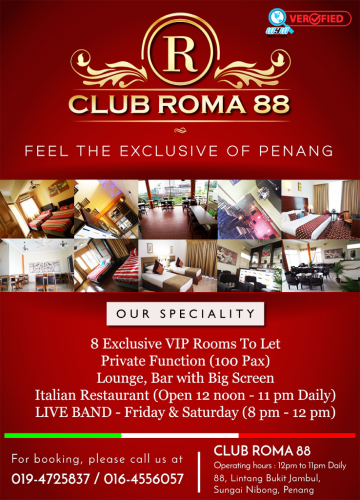 VEROFIED
R
CLUB ROMA 88
FEEL THE EXCLUSIVE OF PENANG
OUR SPECIALITY
8 Exclusive VIP Rooms To Let
Private Function (100 Pax)
Lounge, Bar with Big Screen
Italian Restaurant (Open 12 noon - 11 pm Daily)
LIVE BAND - Friday & Saturday (8 pm - 12 pm)
For booking, please call us at
019-4725837 / 016-4556057
CLUB ROMA 88
Operating hours : 12pm to 11pm Daily
88, Lintang Bukit Jambul,
Sungai Nibong, Penang